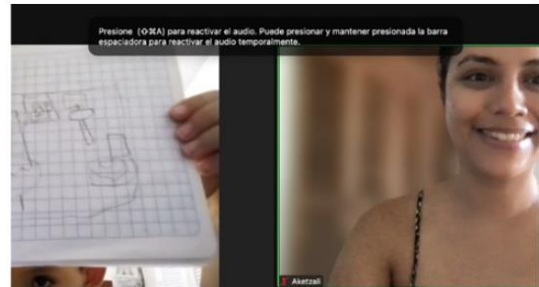 Presione (⇧⌘A) para reactivar el audio. Puede presionar y mantener presionada la barra
espaciadora para reactivar el audio temporalmente.
Aketzali